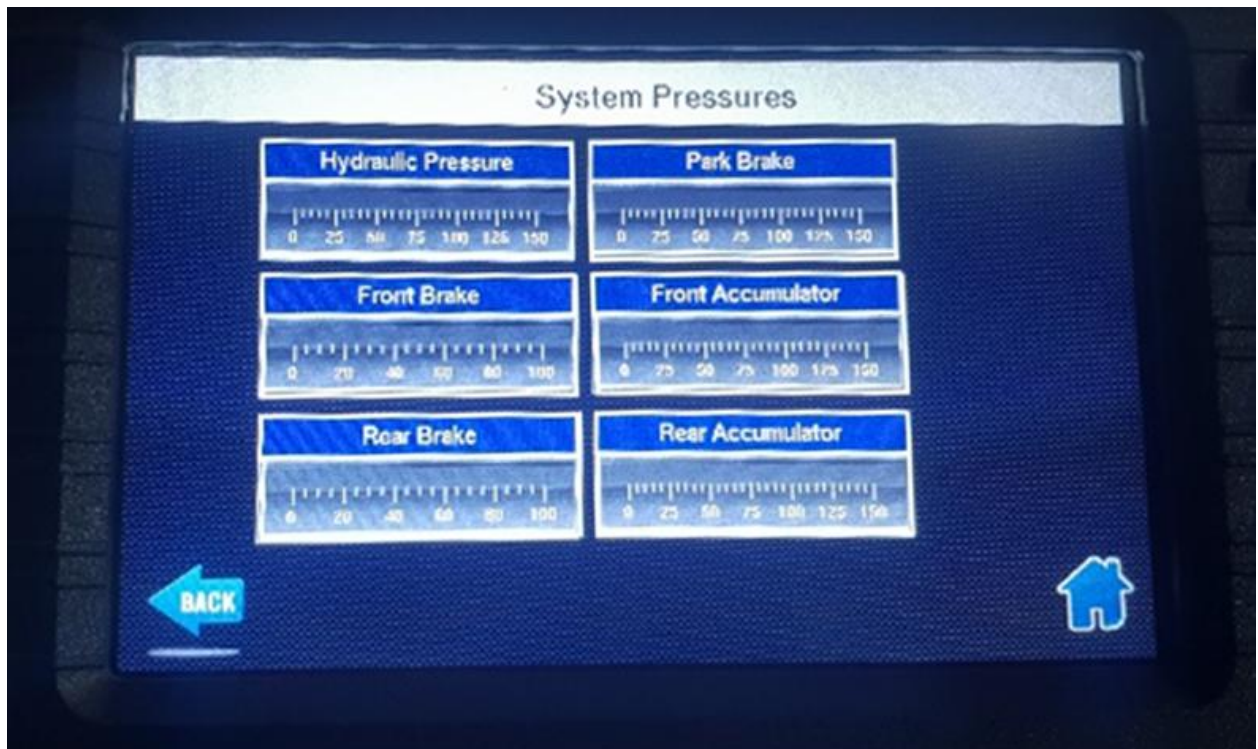 System Pressures
Hydraulic Pressure
0 25 50 75 100 125 150
Park Brake
0 25 50 75 100 125 150
Front Brake
0 20 40 60 80 100
Front Accumulator
0 25 50 75 100 125 150
Rear Brake
0 20 40 60 80 100
Rear Accumulator
0 25 50 75 100 125 150
BACK